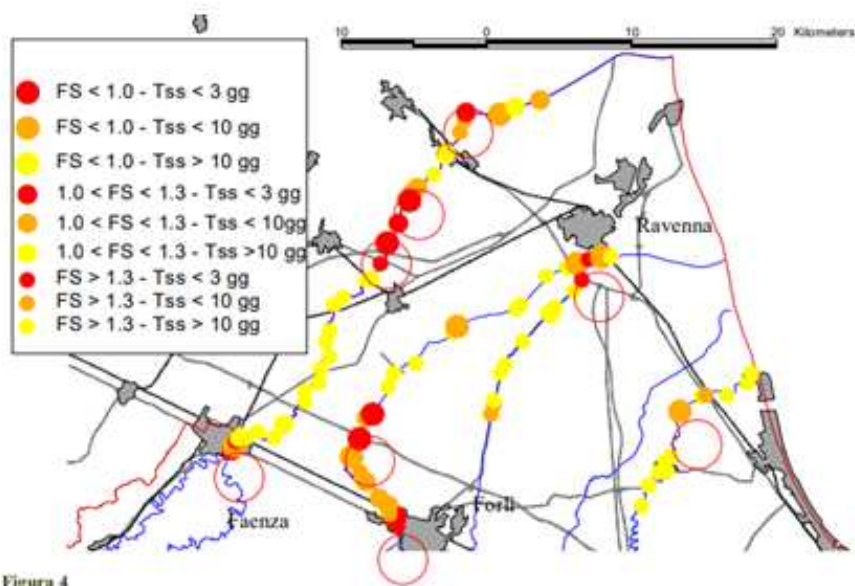 10 0 10 20 Kilometers
FS < 1.0 - Tss < 3 gg
FS < 1.0 - Tss < 10 gg
FS < 1.0 - Tss > 10 gg
1.0 < FS < 1.3 - Tss < 3 gg
1.0 < FS < 1.3 - Tss < 10gg
1.0 < FS < 1.3 - Tss >10 gg
FS > 1.3 - Tss < 3 gg
FS > 1.3 - Tss < 10 gg
FS > 1.3 - Tss > 10 gg
Ravenna
Forlì
Faenza
Figura 4